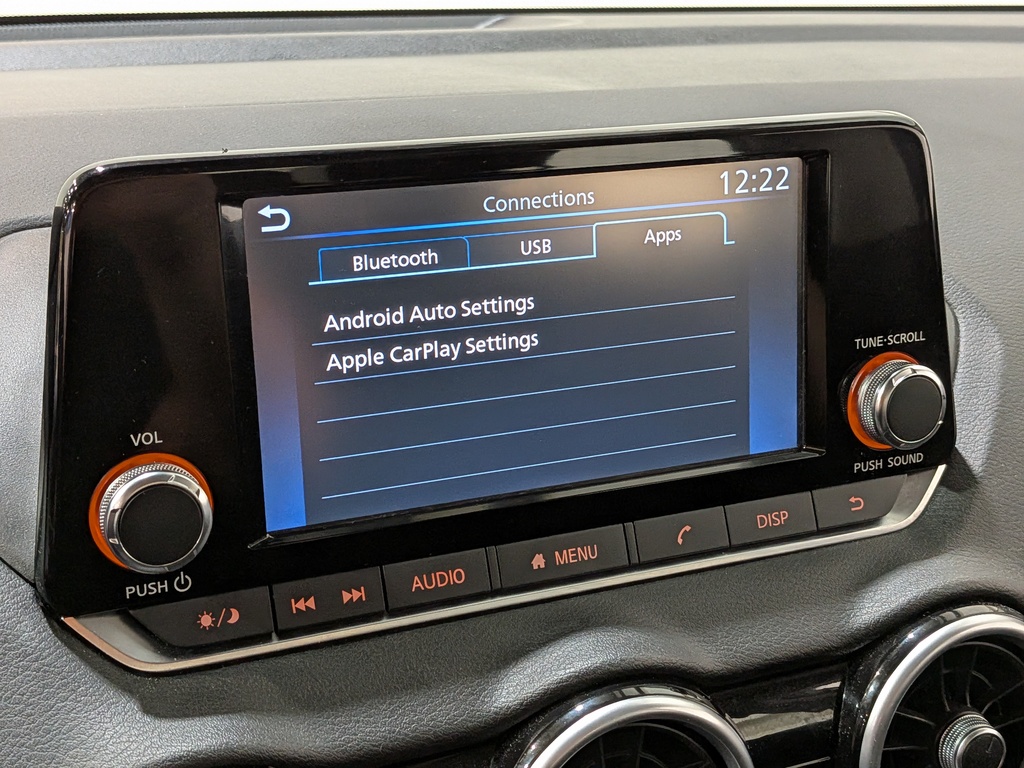 Connections
12:22
Bluetooth
USB
Apps
Android Auto Settings
Apple CarPlay Settings
TUNE·SCROLL
PUSH SOUND
VOL
PUSH
AUDIO
MENU
DISP